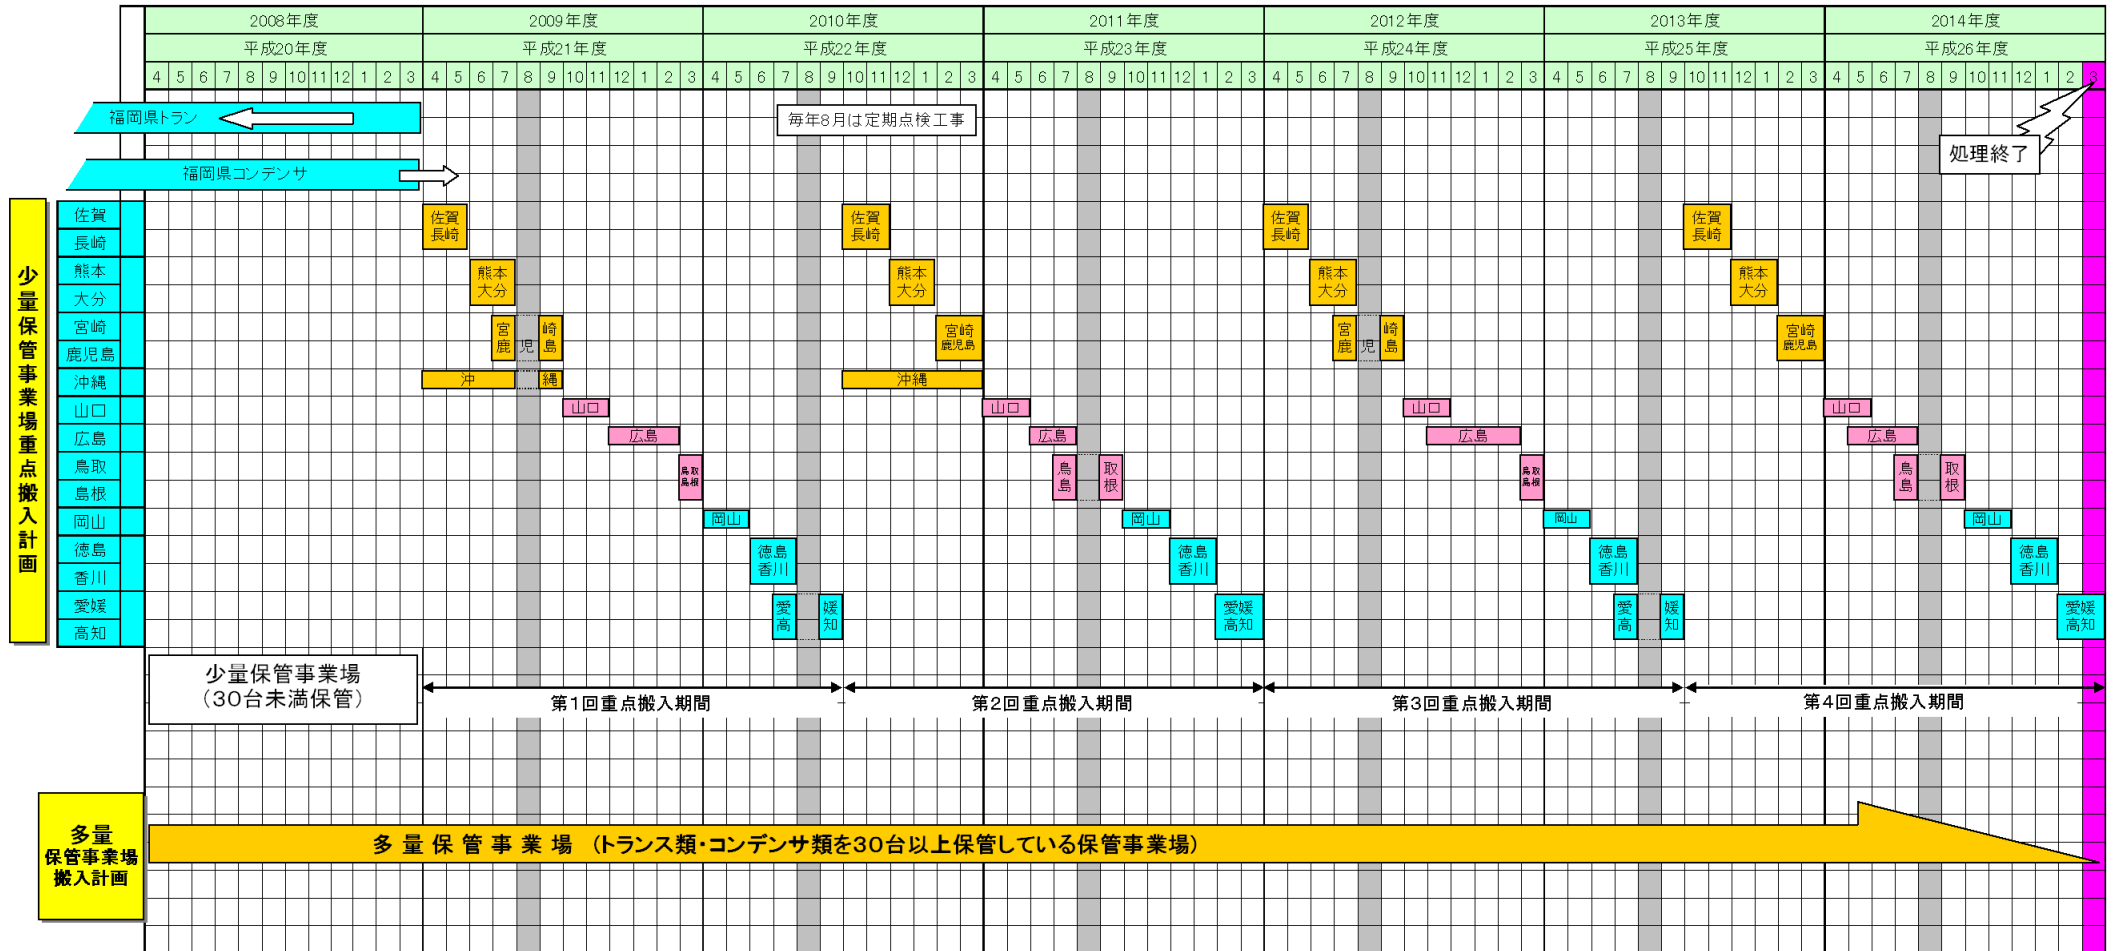 2008年度 2009年度 2010年度 2011年度 2012年度 2013年度 2014年度
平成20年度 平成21年度 平成22年度 平成23年度 平成24年度 平成25年度 平成26年度
4 5 6 7 8 9 10 11 12 1 2 3 4 5 6 7 8 9 10 11 12 1 2 3 4 5 6 7 8 9 10 11 12 1 2 3 4 5 6 7 8 9 10 11 12 1 2 3 4 5 6 7 8 9 10 11 12 1 2 3 4 5 6 7 8 9 10 11 12 1 2 3 4 5 6 7 8 9 10 11 12 1 2 3
福岡県トラン
毎年8月は定期点検工事
処理終了
福岡県コンデンサ
少量保管事業場重点搬入計画
佐賀
長崎
熊本
大分
宮崎
鹿児島
沖縄
山口
広島
鳥取
島根
岡山
徳島
香川
愛媛
高知
佐賀
長崎
熊本
大分
宮 崎
鹿 児 島
沖 縄
山口
広島
鳥取
島根
岡山
徳島
香川
愛 媛
高 知
佐賀
長崎
熊本
大分
宮崎
鹿児島
沖縄
山口
広島
鳥 取
島 根
岡山
徳島
香川
愛媛
高知
佐賀
長崎
熊本
大分
宮 崎
鹿 児 島
山口
広島
鳥取
島根
岡山
徳島
香川
愛 媛
高 知
佐賀
長崎
熊本
大分
宮崎
鹿児島
山口
広島
鳥 取
島 根
岡山
徳島
香川
愛媛
高知
少量保管事業場
(30台未満保管)
第1回重点搬入期間 第2回重点搬入期間 第3回重点搬入期間 第4回重点搬入期間
多量
保管事業場
搬入計画
多量保管事業場 (トランス類・コンデンサ類を30台以上保管している保管事業場)